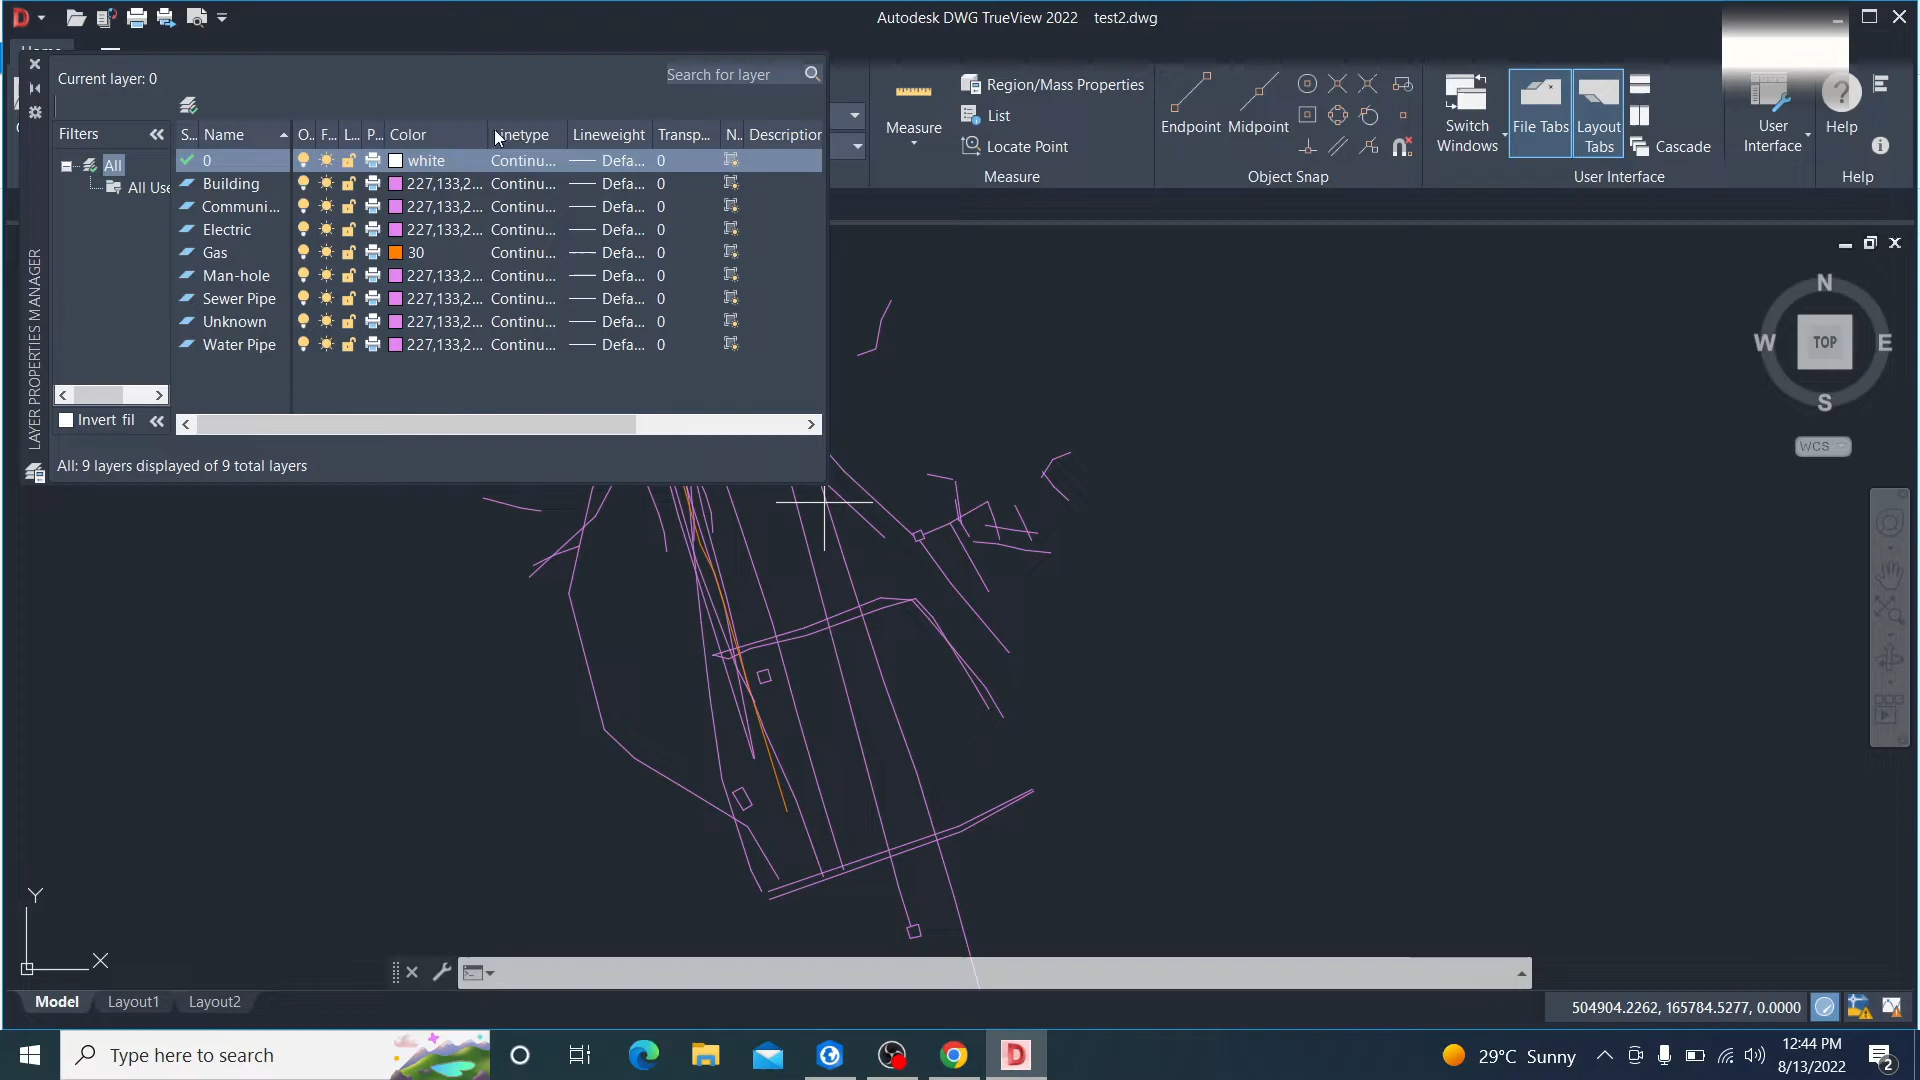 Autodesk DWG TrueView 2022 test2.dwg
Current layer: 0
Search for layer
Filters
All
All Use
Invert fil
S.. Name O.. F... L... P... Color Linetype Lineweight Transp... N.. Description
0 white Continu... Defa... 0
Building 227,133,2... Continu... Defa... 0
Communi... 227,133,2... Continu... Defa... 0
Electric 227,133,2... Continu... Defa... 0
Gas 30 Continu... Defa... 0
Man-hole 227,133,2... Continu... Defa... 0
Sewer Pipe 227,133,2... Continu... Defa... 0
Unknown 227,133,2... Continu... Defa... 0
Water Pipe 227,133,2... Continu... Defa... 0
All: 9 layers displayed of 9 total layers
LAYER PROPERTIES MANAGER
Measure
Region/Mass Properties
List
Locate Point
Measure
Endpoint
Midpoint
Object Snap
Switch
Windows
File Tabs
Layout
Tabs
Cascade
User
Interface
User Interface
Help
Help
N
W
TOP
E
S
WCS
Y
X
Model Layout1 Layout2
504904.2262, 165784.5277, 0.0000
Type here to search
29°C Sunny
12:44 PM
8/13/2022
2